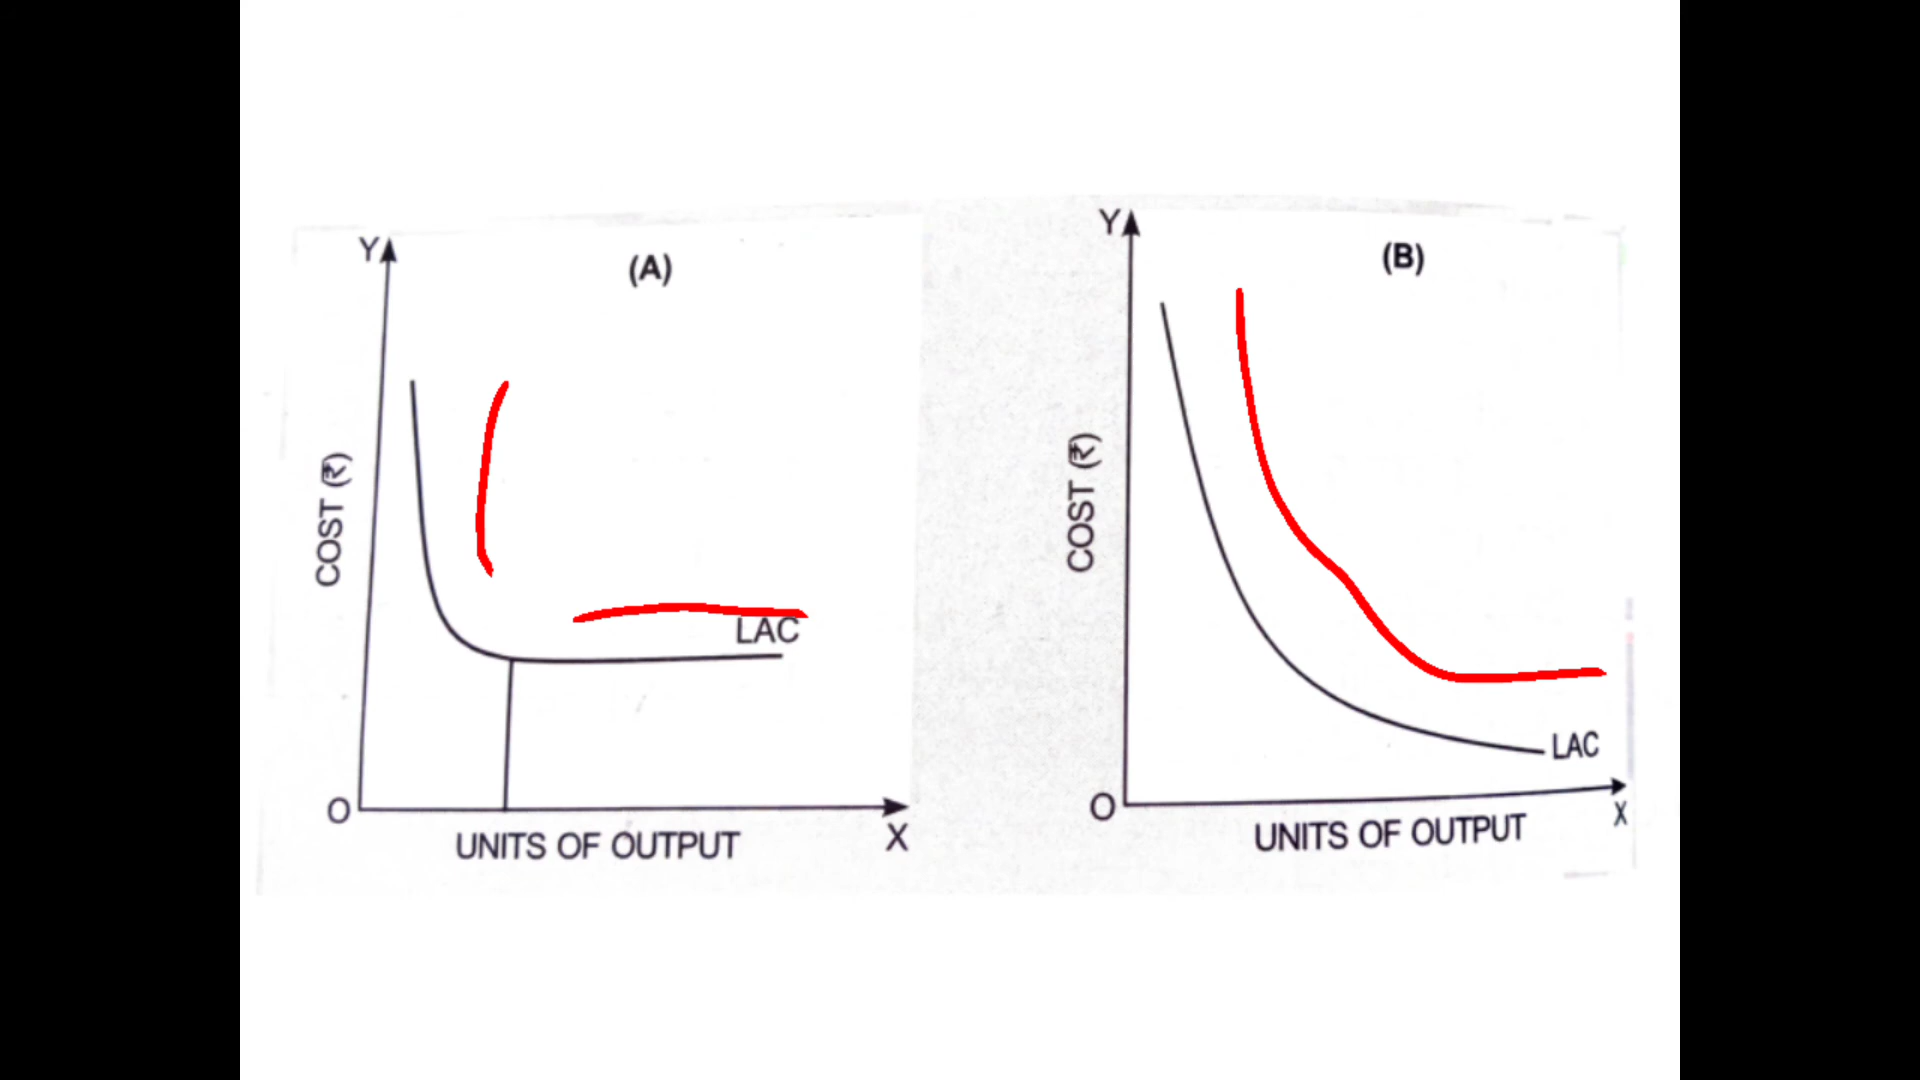 Y
(A)
COST (₹)
LAC
O
X
UNITS OF OUTPUT
Y
(B)
COST (₹)
LAC
O
X
UNITS OF OUTPUT